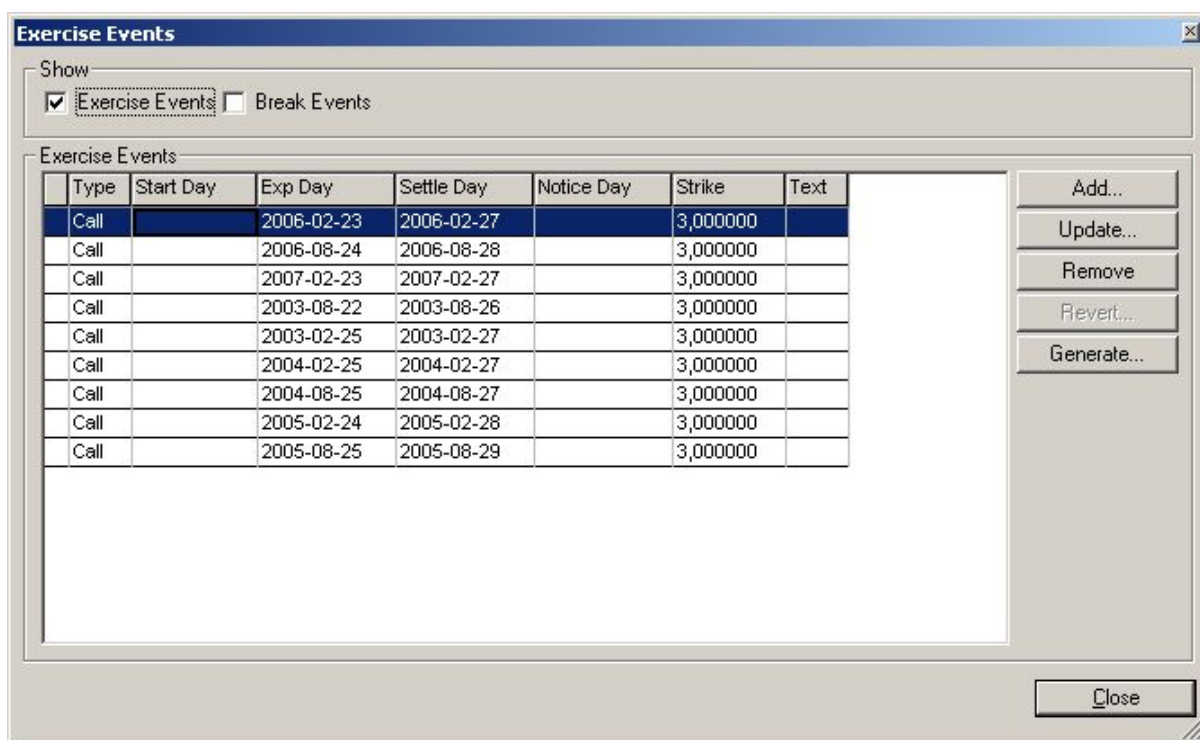 Exercise Events
Show
Exercise Events Break Events
Exercise Events
Type Start Day Exp Day Settle Day Notice Day Strike Text
Call 2006-02-23 2006-02-27 3,000000
Call 2006-08-24 2006-08-28 3,000000
Call 2007-02-23 2007-02-27 3,000000
Call 2003-08-22 2003-08-26 3,000000
Call 2003-02-25 2003-02-27 3,000000
Call 2004-02-25 2004-02-27 3,000000
Call 2004-08-25 2004-08-27 3,000000
Call 2005-02-24 2005-02-28 3,000000
Call 2005-08-25 2005-08-29 3,000000
Add...
Update...
Remove
Revert...
Generate...
Close